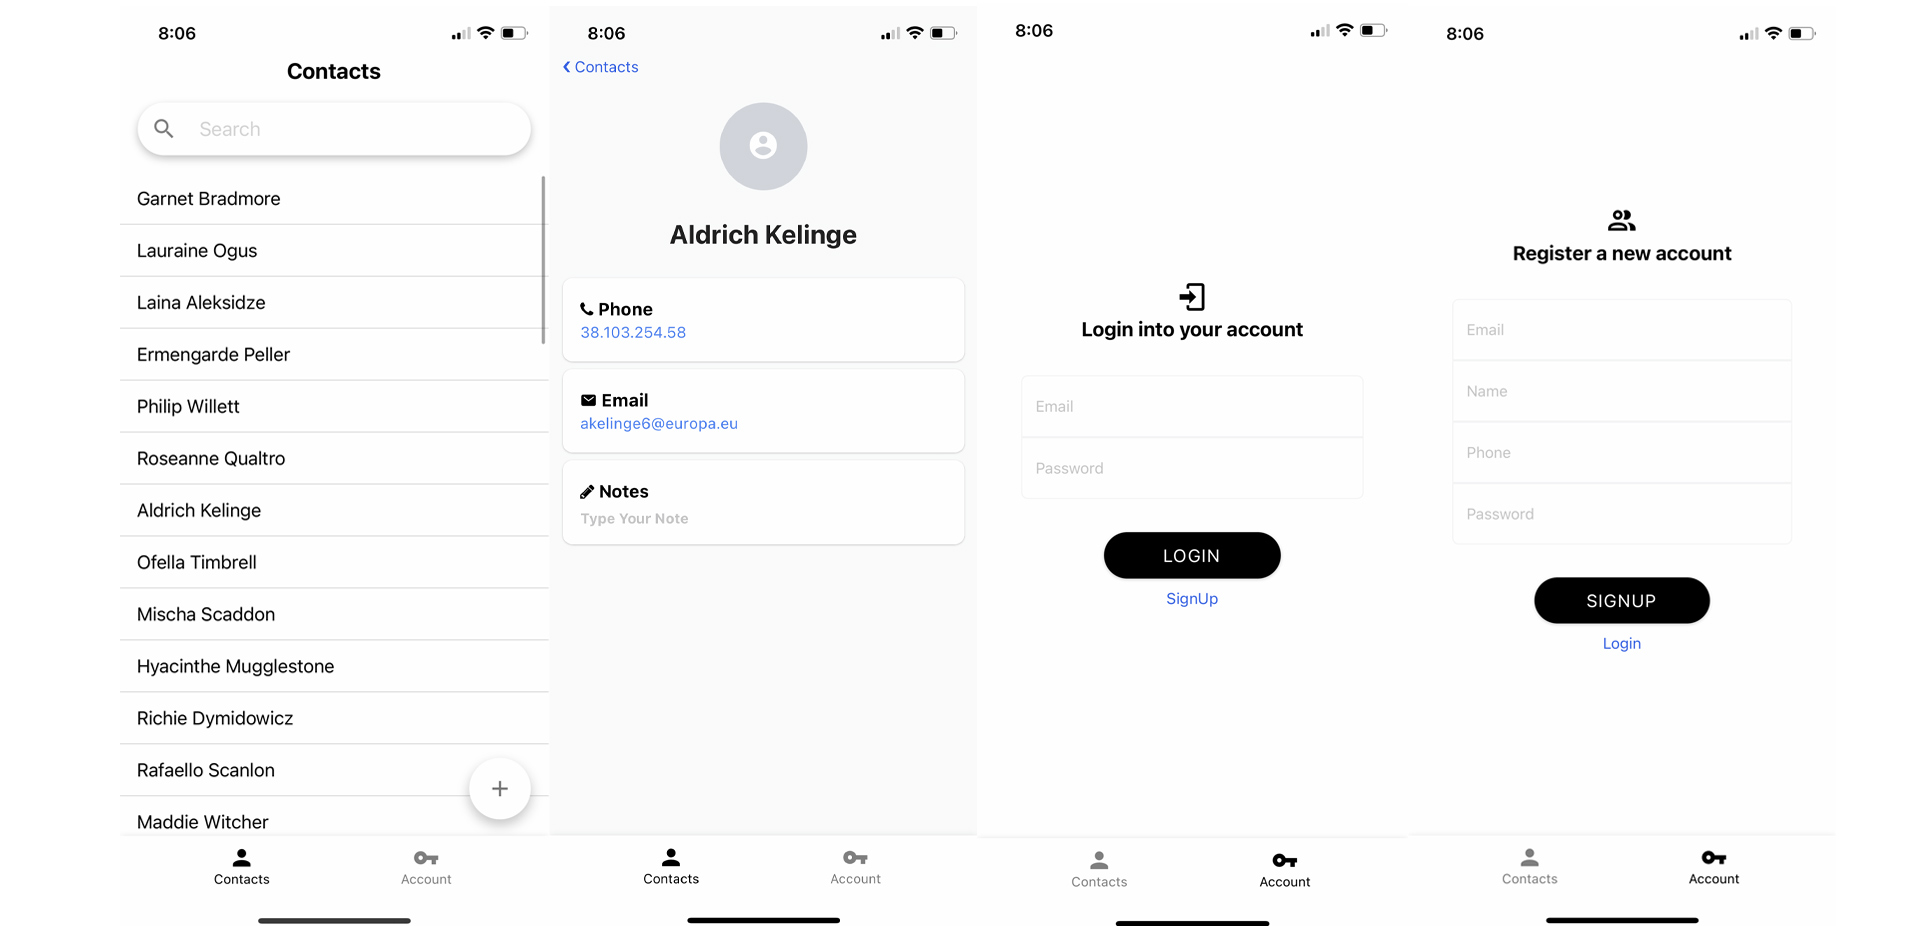 8:06
Contacts
Search
Garnet Bradmore
Lauraine Ogus
Laina Aleksidze
Ermengarde Peller
Philip Willett
Roseanne Qualtro
Aldrich Kelinge
Ofella Timbrell
Mischa Scaddon
Hyacinthe Mugglestone
Richie Dymidowicz
Rafaello Scanlon
Maddie Witcher
Contacts
Account
8:06
Contacts
Aldrich Kelinge
Phone
38.103.254.58
Email
akelinge6@europa.eu
Notes
Type Your Note
Contacts
Account
8:06
Login into your account
Email
Password
LOGIN
SignUp
Contacts
Account
8:06
Register a new account
Email
Name
Phone
Password
SIGNUP
Login
Contacts
Account